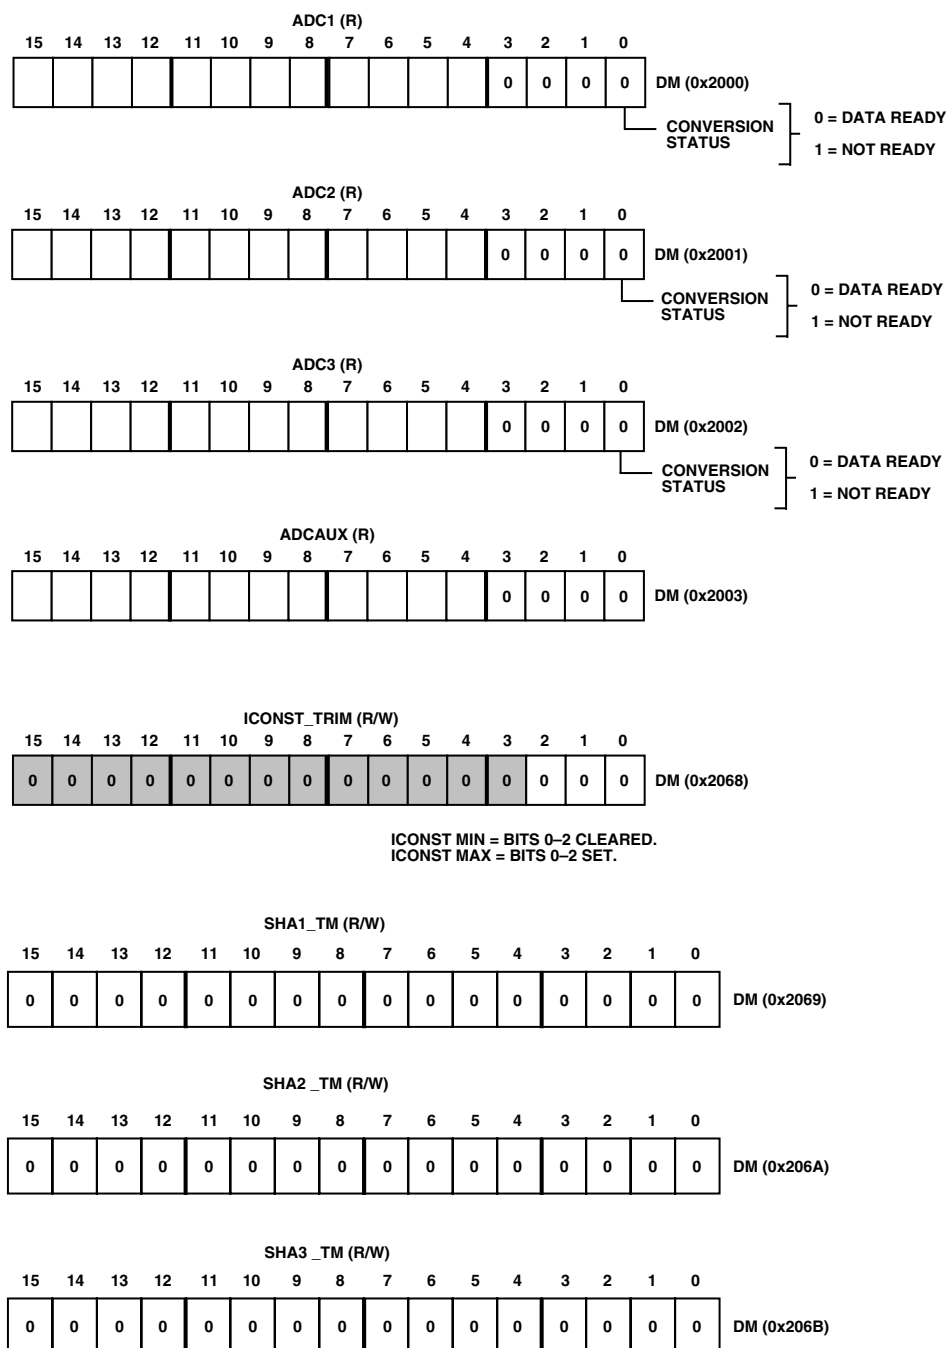 ADC1 (R)
15 14 13 12 11 10 9 8 7 6 5 4 3 2 1 0
0 0 0 0 DM (0x2000)
CONVERSION STATUS
0 = DATA READY
1 = NOT READY
ADC2 (R)
15 14 13 12 11 10 9 8 7 6 5 4 3 2 1 0
0 0 0 0 DM (0x2001)
CONVERSION STATUS
0 = DATA READY
1 = NOT READY
ADC3 (R)
15 14 13 12 11 10 9 8 7 6 5 4 3 2 1 0
0 0 0 0 DM (0x2002)
CONVERSION STATUS
0 = DATA READY
1 = NOT READY
ADCAUX (R)
15 14 13 12 11 10 9 8 7 6 5 4 3 2 1 0
0 0 0 0 DM (0x2003)
ICONST_TRIM (R/W)
15 14 13 12 11 10 9 8 7 6 5 4 3 2 1 0
0 0 0 0 0 0 0 0 0 0 0 0 0 0 0 0 DM (0x2068)
ICONST MIN = BITS 0–2 CLEARED.
ICONST MAX = BITS 0–2 SET.
SHA1_TM (R/W)
15 14 13 12 11 10 9 8 7 6 5 4 3 2 1 0
0 0 0 0 0 0 0 0 0 0 0 0 0 0 0 0 DM (0x2069)
SHA2 _TM (R/W)
15 14 13 12 11 10 9 8 7 6 5 4 3 2 1 0
0 0 0 0 0 0 0 0 0 0 0 0 0 0 0 0 DM (0x206A)
SHA3 _TM (R/W)
15 14 13 12 11 10 9 8 7 6 5 4 3 2 1 0
0 0 0 0 0 0 0 0 0 0 0 0 0 0 0 0 DM (0x206B)